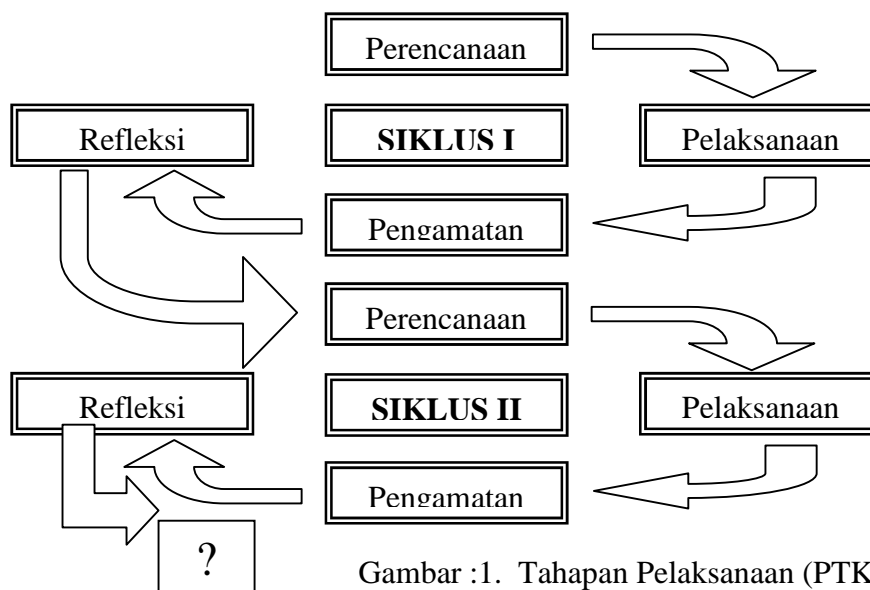 Perencanaan
Refleksi
SIKLUS I
Pelaksanaan
Pengamatan
Perencanaan
Refleksi
SIKLUS II
Pelaksanaan
Pengamatan
?
Gambar :1. Tahapan Pelaksanaan (PTK